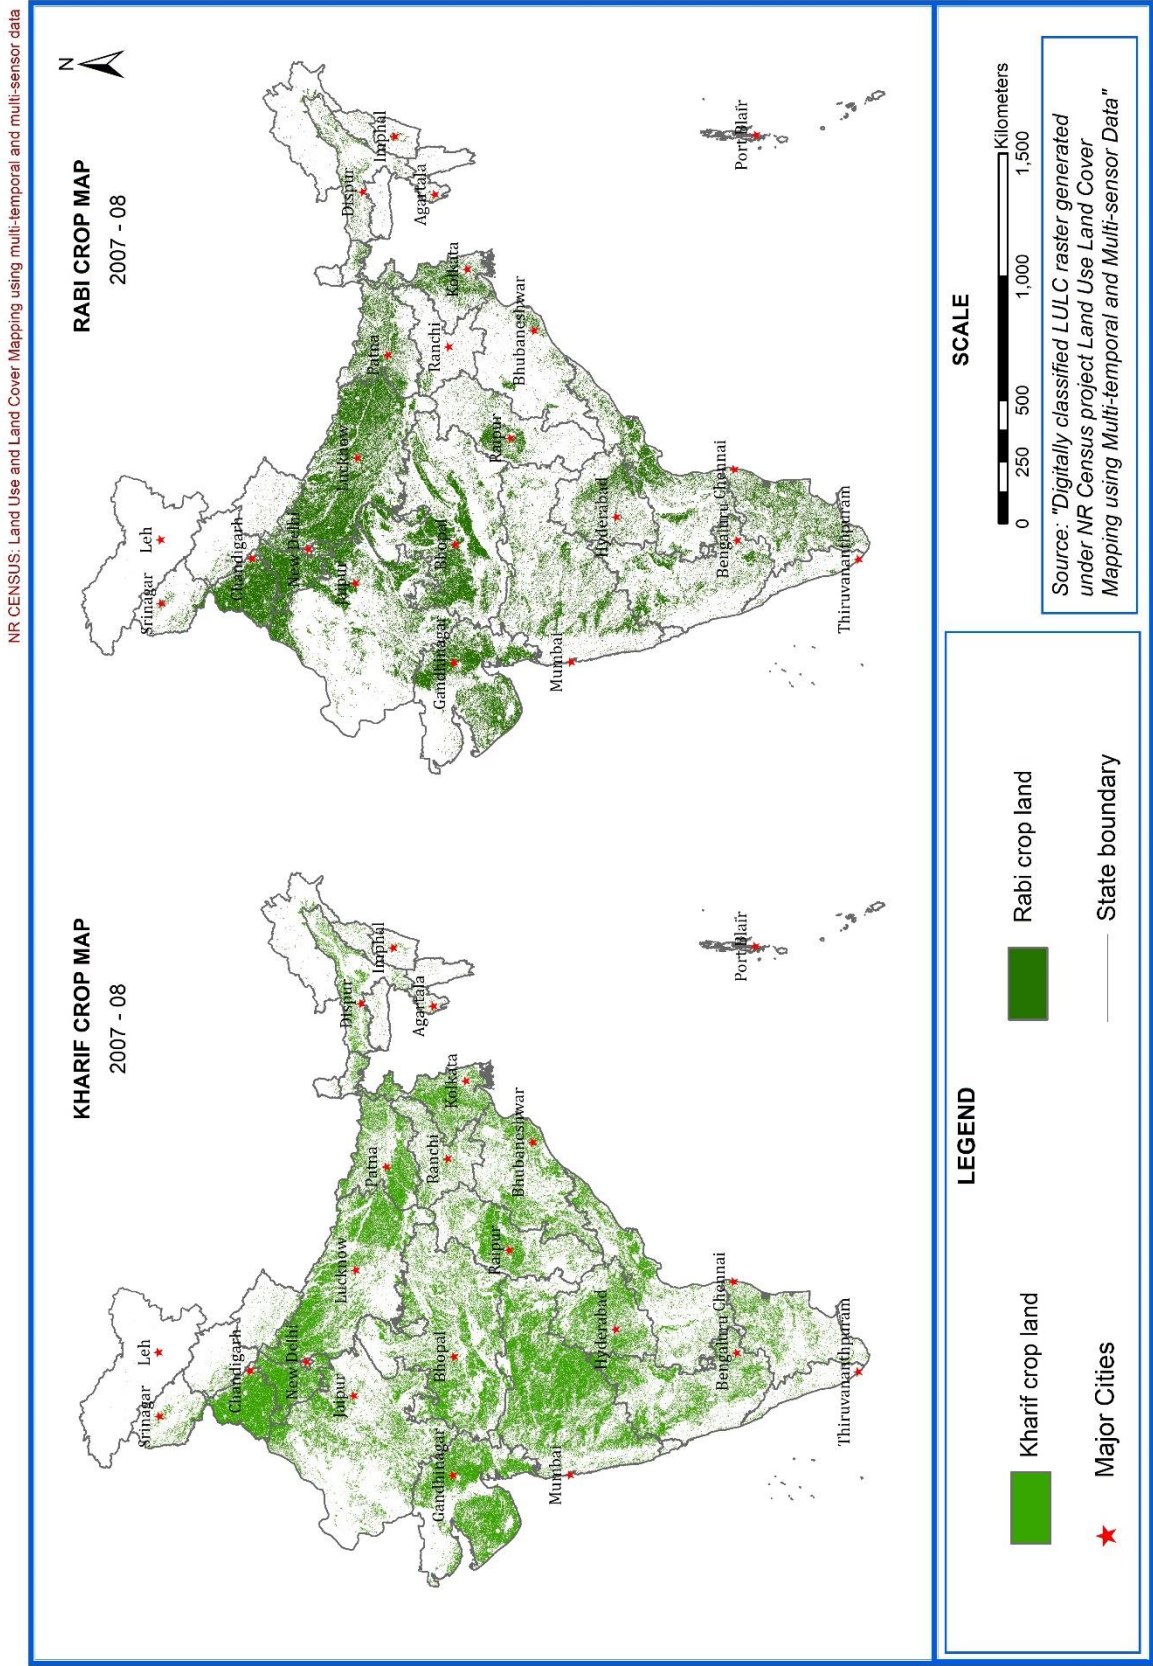 NR CENSUS: Land Use and Land Cover Mapping using multi-temporal and multi-sensor data
KHARIF CROP MAP
2007 - 08
Srinagar
Leh
Chandigarh
New Delhi
Jaipur
Lucknow
Patna
Dispur
Imphal
Agartala
Gandhinagar
Bhopal
Ranchi
Kolkata
Raipur
Bhubaneshwar
Mumbai
Hyderabad
Bengaluru
Chennai
Port Blair
Thiruvananthpuram
RABI CROP MAP
2007 - 08
N
Srinagar
Leh
Chandigarh
New Delhi
Jaipur
Lucknow
Patna
Dispur
Imphal
Agartala
Gandhinagar
Bhopal
Ranchi
Kolkata
Raipur
Bhubaneshwar
Mumbai
Hyderabad
Bengaluru
Chennai
Port Blair
Thiruvananthpuram
LEGEND
Kharif crop land
Rabi crop land
Major Cities
State boundary
SCALE
0 250 500 1,000 1,500
Kilometers
Source: "Digitally classified LULC raster generated
under NR Census project Land Use Land Cover
Mapping using Multi-temporal and Multi-sensor Data"